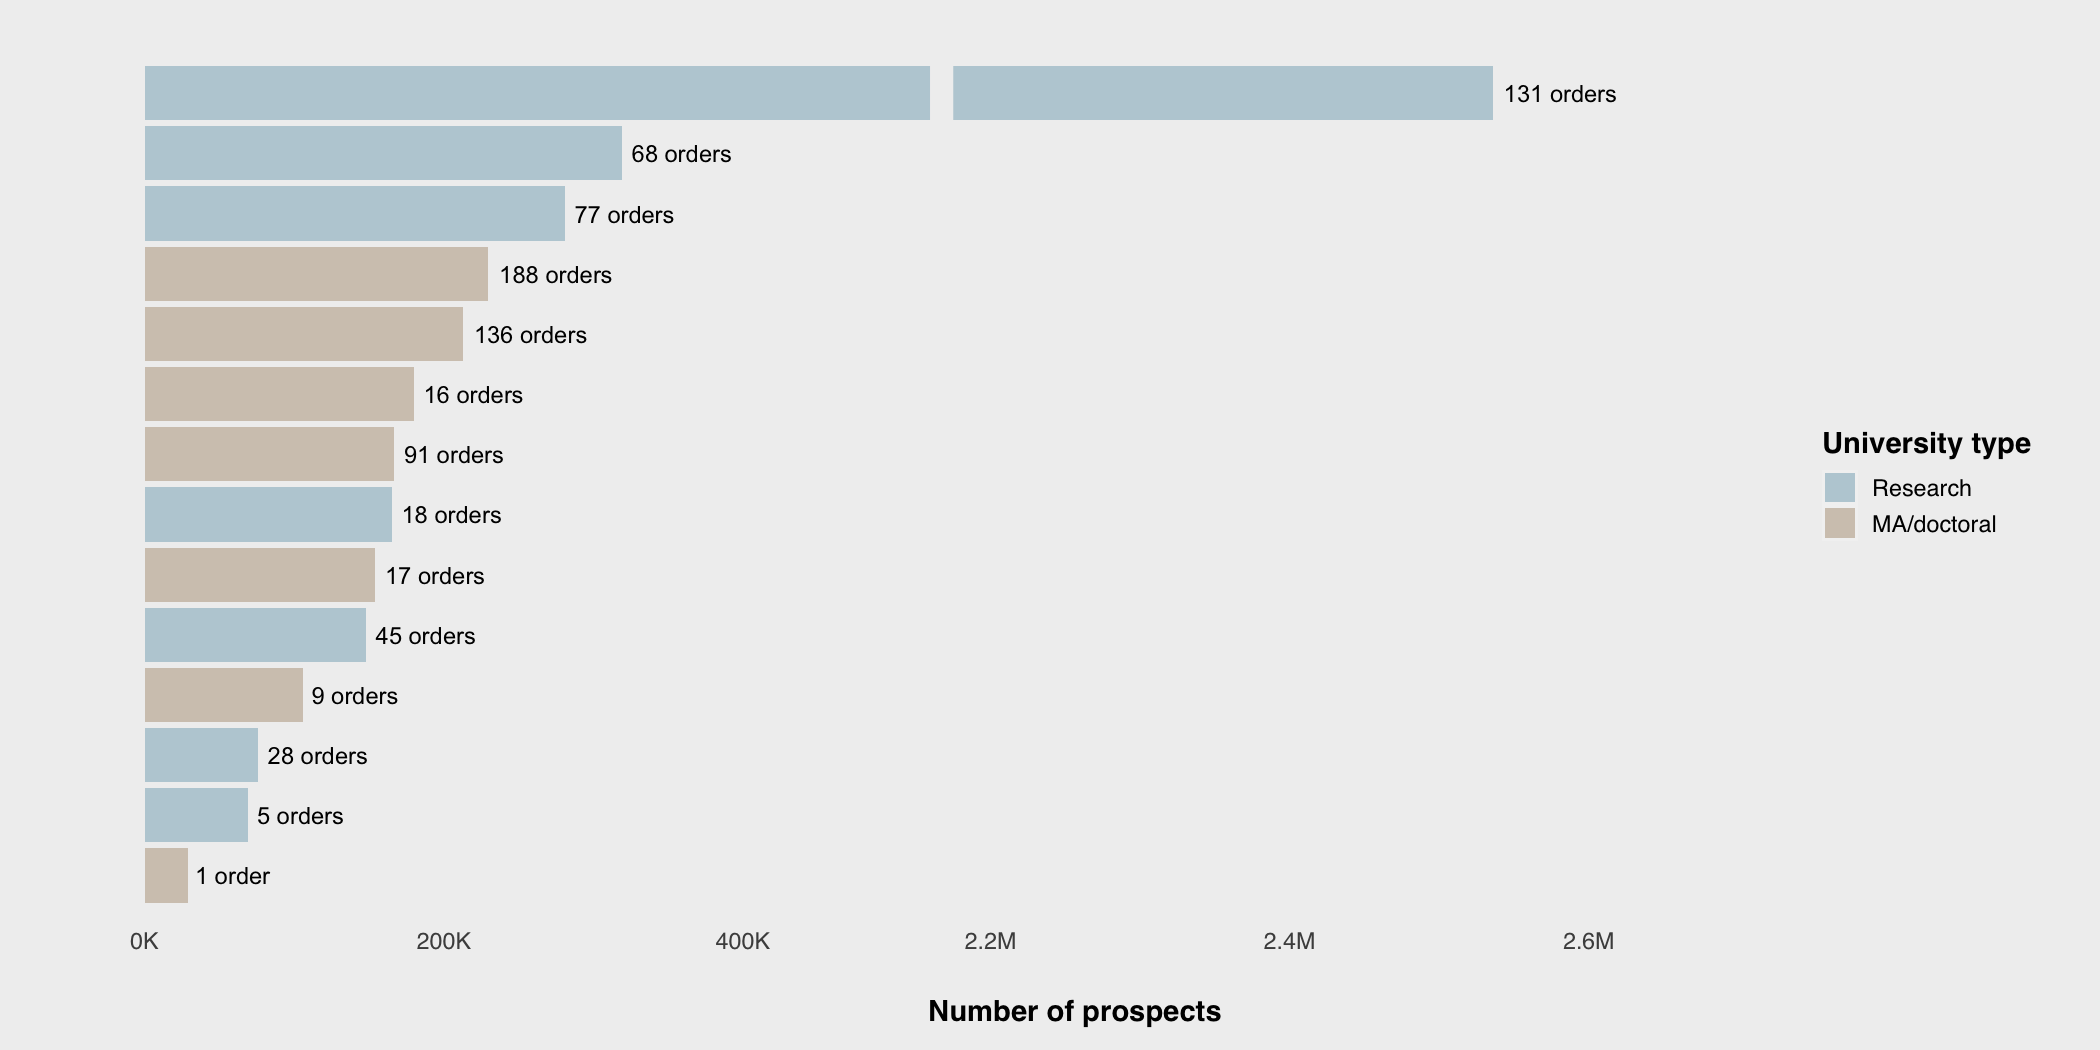 131 orders
68 orders
77 orders
188 orders
136 orders
16 orders
91 orders
18 orders
17 orders
45 orders
9 orders
28 orders
5 orders
1 order
0K 200K 400K 2.2M 2.4M 2.6M
Number of prospects
University type
Research
MA/doctoral